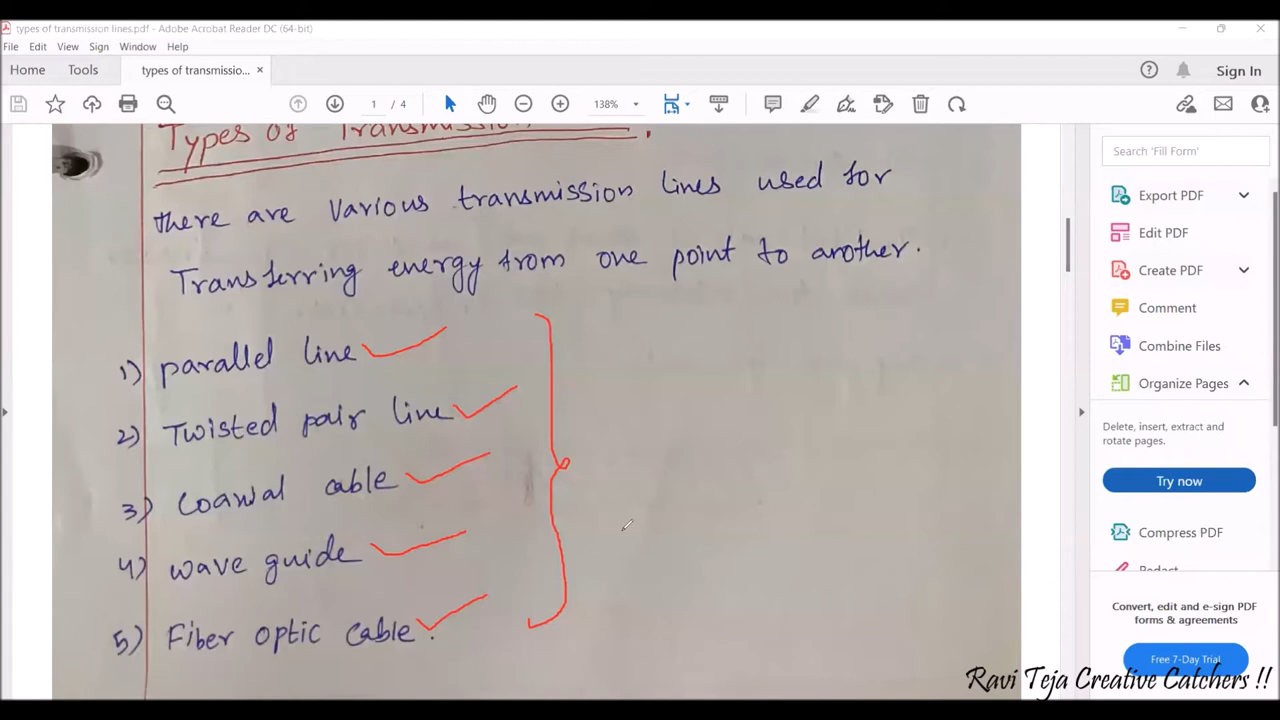 types of transmission lines.pdf - Adobe Acrobat Reader DC (64-bit)
File Edit View Sign Window Help
Home Tools types of transmissio... × Sign In
1 / 4 138%
Types of Transmission
There are various transmission lines used for
Transferring energy from one point to another.
1) parallel line
2) Twisted pair line
3) Coaxial cable
4) wave guide
5) Fiber optic cable.
Search 'Fill Form'
Export PDF
Edit PDF
Create PDF
Comment
Combine Files
Organize Pages
Delete, insert, extract and
rotate pages.
Try now
Compress PDF
Redact
Convert, edit and e-sign PDF
forms & agreements
Free 7-Day Trial
Ravi Teja Creative Catchers !!